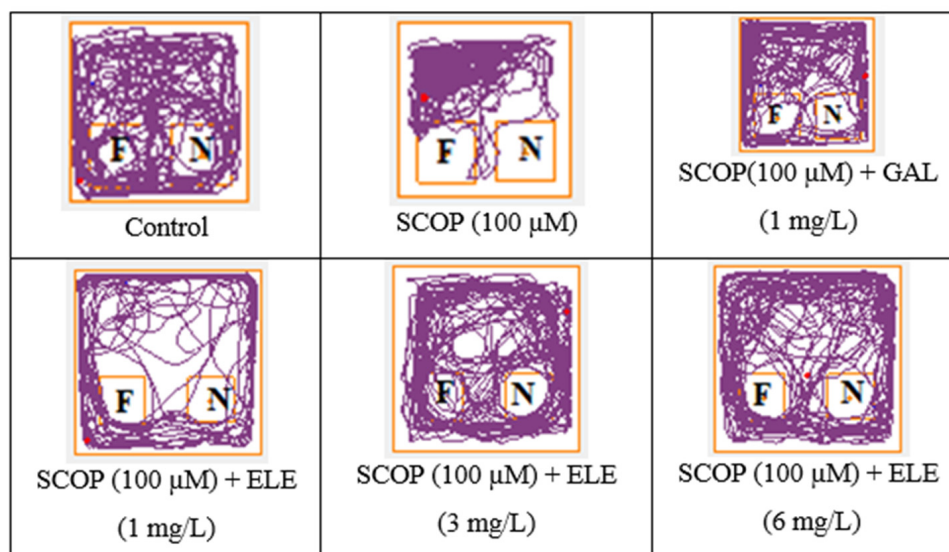 F N
Control
F N
SCOP (100 µM)
F N
SCOP(100 µM) + GAL
(1 mg/L)
F N
SCOP (100 µM) + ELE
(1 mg/L)
F N
SCOP (100 µM) + ELE
(3 mg/L)
F N
SCOP (100 µM) + ELE
(6 mg/L)